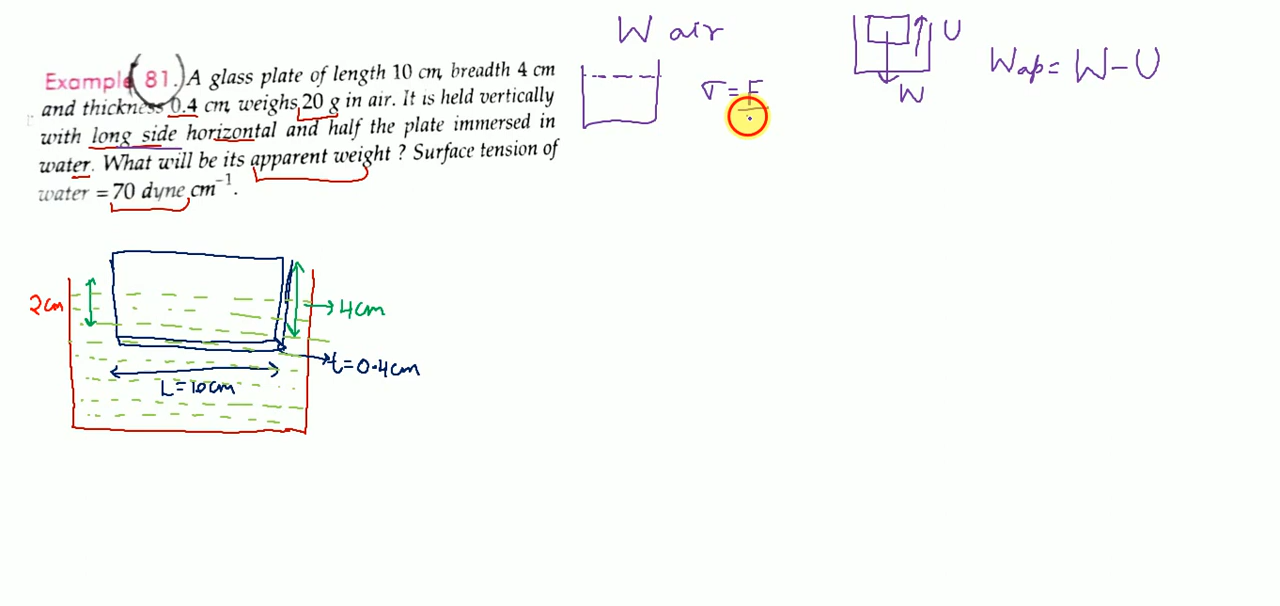 Example 81. A glass plate of length 10 cm, breadth 4 cm
and thickness 0.4 cm, weighs 20 g in air. It is held vertically
with long side horizontal and half the plate immersed in
water. What will be its apparent weight ? Surface tension of
water = 70 dyne cm⁻¹.
W air
σ = F
U
W
Wap = W - U
2cm
4cm
t=0.4cm
L=10cm